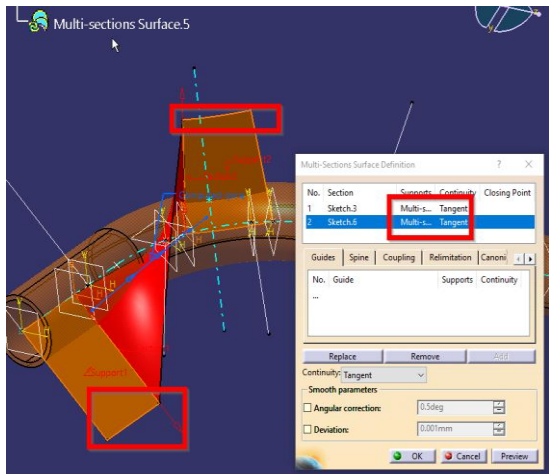 Multi-sections Surface.5
Multi-Sections Surface Definition ? ×
No. Section Supports Continuity Closing Point
1 Sketch.3 Multi-s... Tangent
2 Sketch.6 Multi-s... Tangent
Guides Spine Coupling Relimitation Canoni
No. Guide Supports Continuity
...
Replace Remove Add
Continuity: Tangent
Smooth parameters
Angular correction: 0.5deg
Deviation: 0.001mm
OK Cancel Preview
Support1